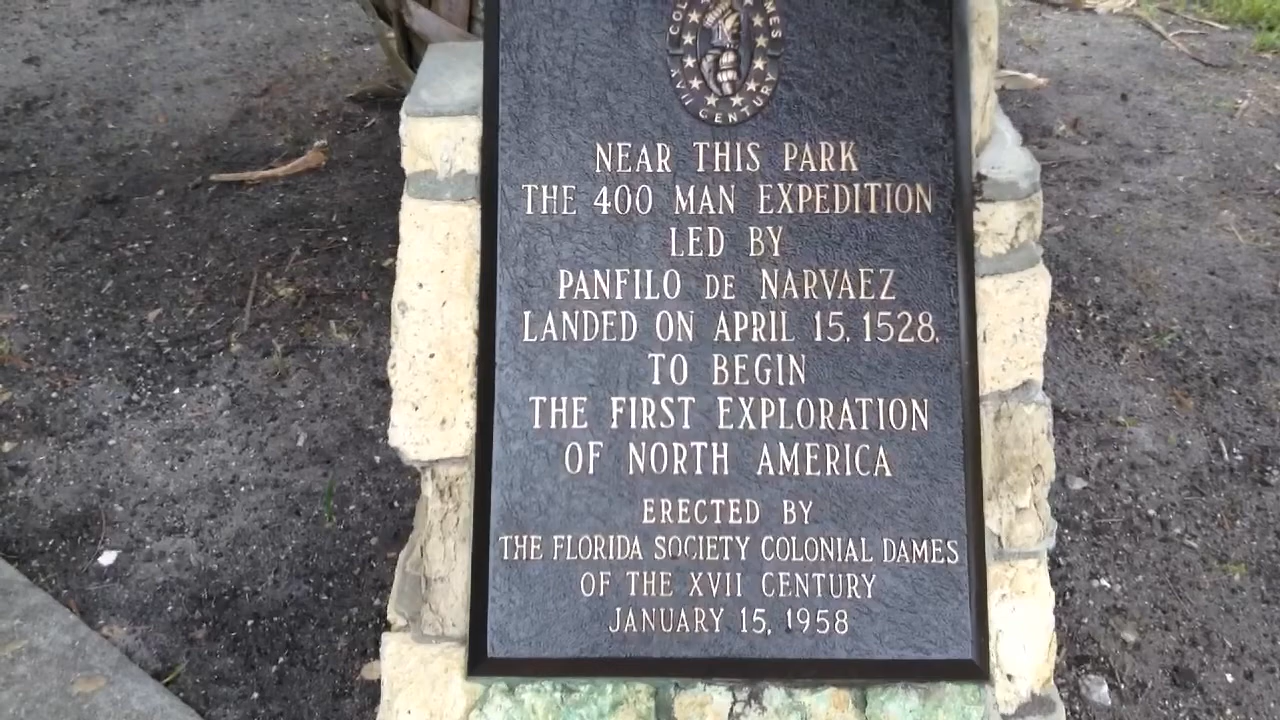 NEAR THIS PARK
THE 400 MAN EXPEDITION
LED BY
PANFILO DE NARVAEZ
LANDED ON APRIL 15, 1528,
TO BEGIN
THE FIRST EXPLORATION
OF NORTH AMERICA
ERECTED BY
THE FLORIDA SOCIETY COLONIAL DAMES
OF THE XVII CENTURY
JANUARY 15, 1958
XVII CENTURY